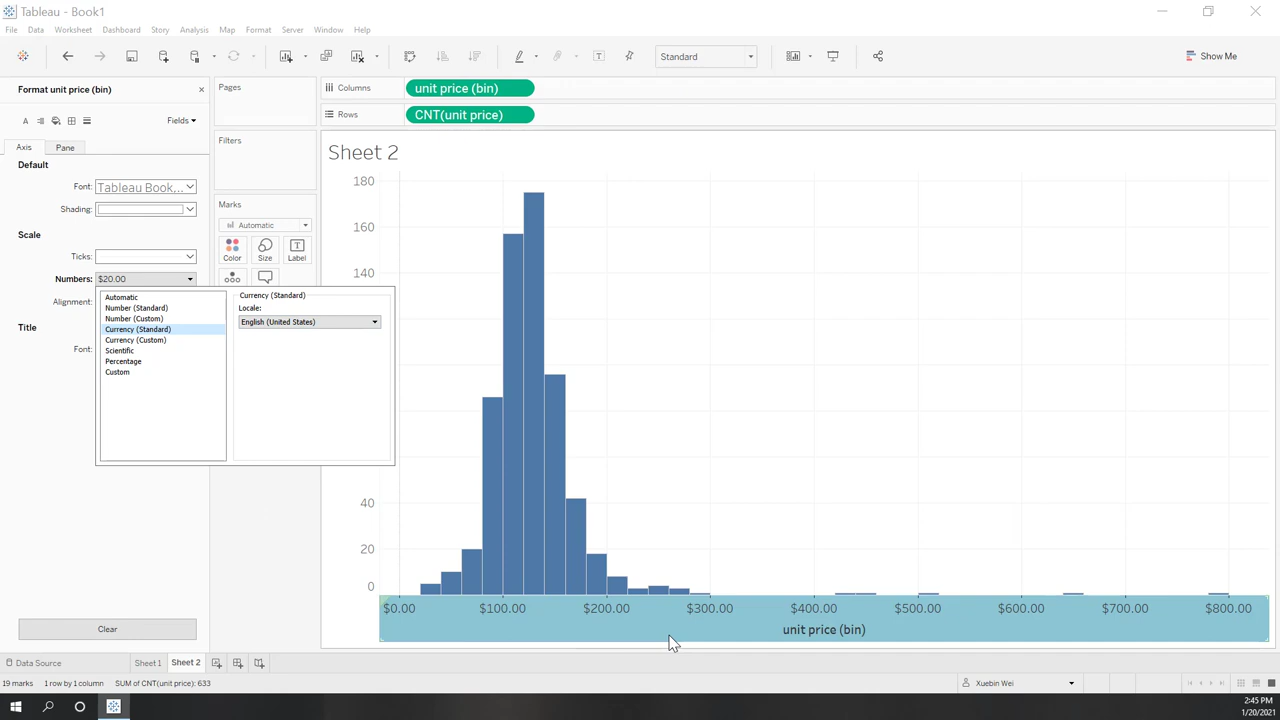 Tableau - Book1
File Data Worksheet Dashboard Story Analysis Map Format Server Window Help
Standard
Show Me
Format unit price (bin)
Fields
Axis Pane
Default
Font: Tableau Book...
Shading:
Scale
Ticks:
Numbers: $20.00
Alignment:
Title
Font:
Automatic
Number (Standard)
Number (Custom)
Currency (Standard)
Currency (Custom)
Scientific
Percentage
Custom
Currency (Standard)
Locale:
English (United States)
Clear
Pages
Filters
Marks
Automatic
Color Size Label
Columns unit price (bin)
Rows CNT(unit price)
Sheet 2
180
160
140
40
20
0
$0.00 $100.00 $200.00 $300.00 $400.00 $500.00 $600.00 $700.00 $800.00
unit price (bin)
Data Source Sheet 1 Sheet 2
19 marks 1 row by 1 column SUM of CNT(unit price): 633 Xuebin Wei
2:45 PM
1/20/2021